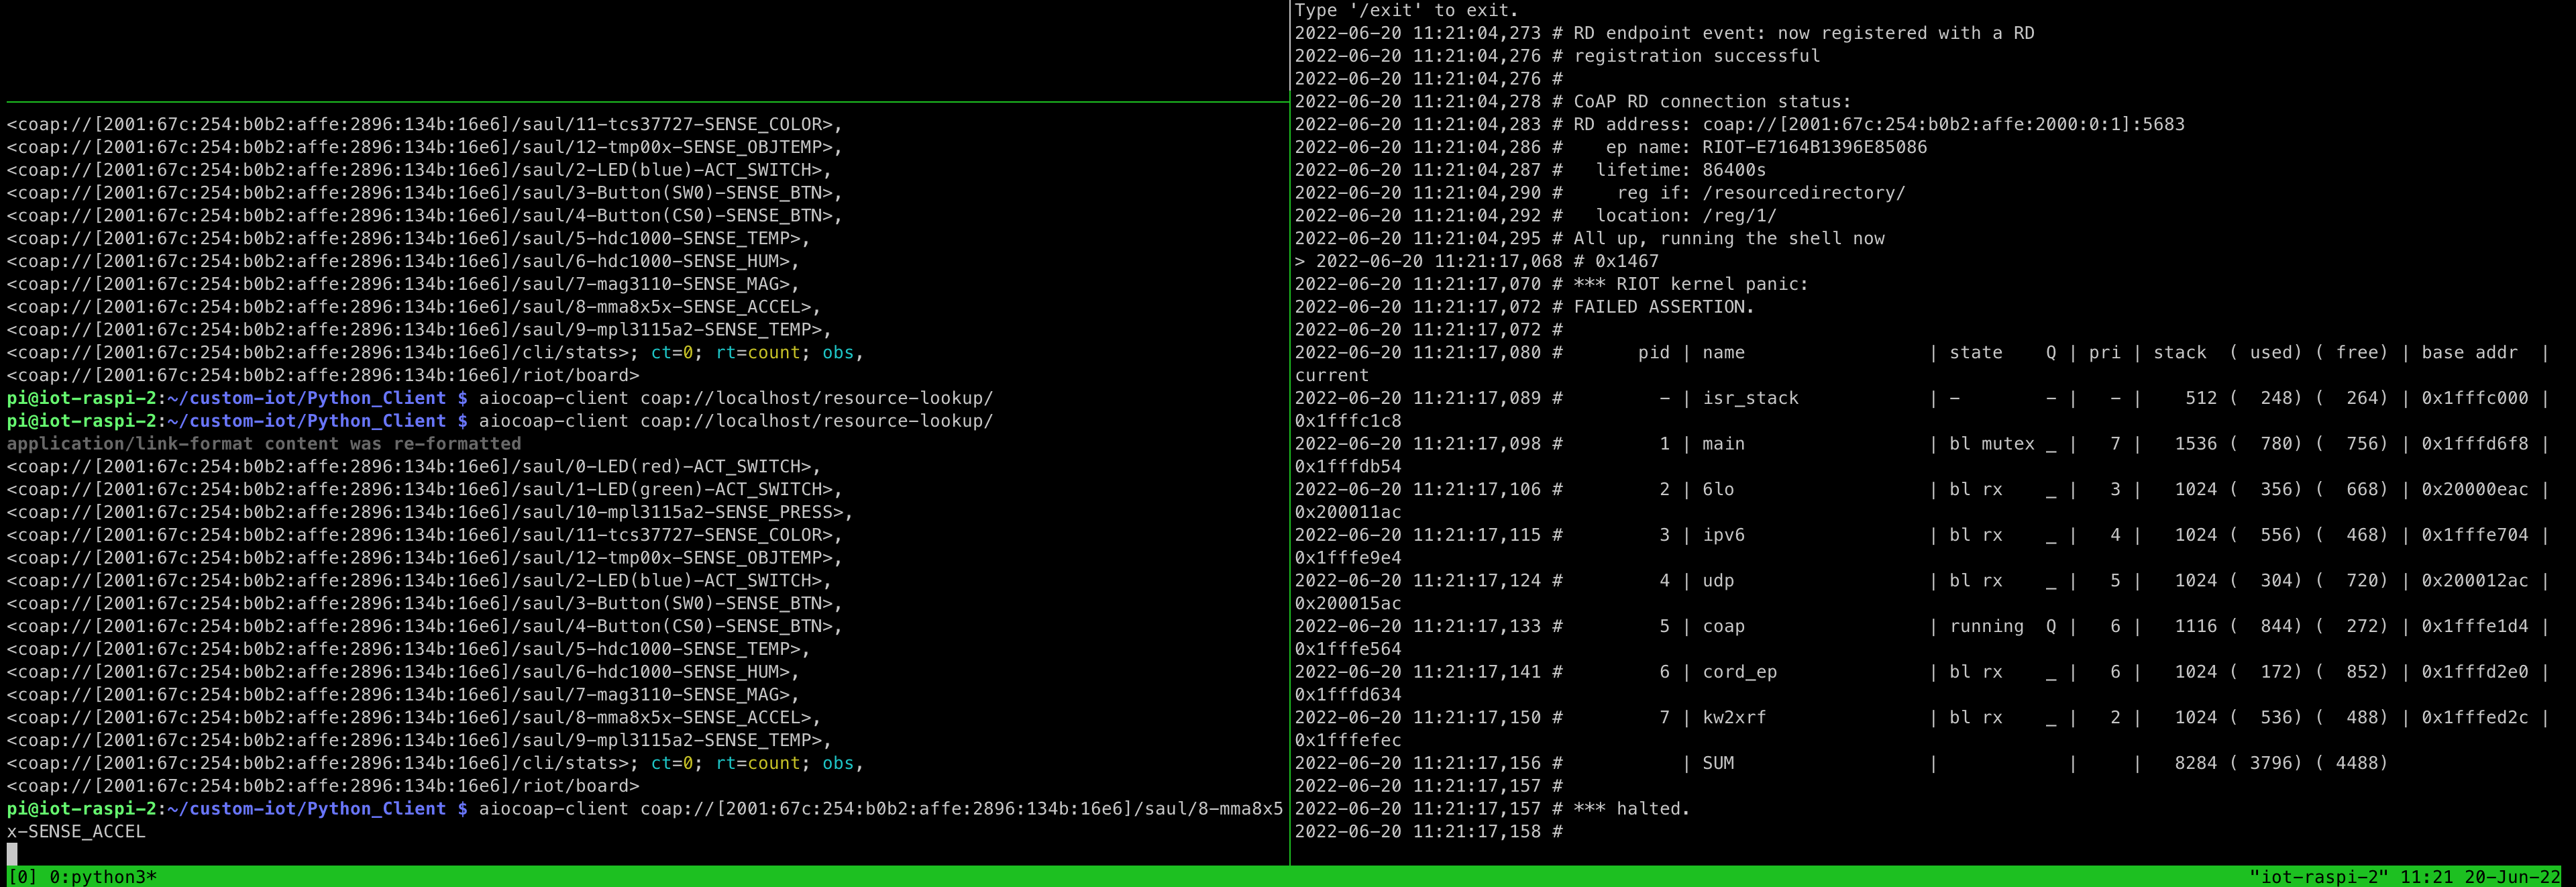 <coap://[2001:67c:254:b0b2:affe:2896:134b:16e6]/saul/11-tcs37727-SENSE_COLOR>,
<coap://[2001:67c:254:b0b2:affe:2896:134b:16e6]/saul/12-tmp00x-SENSE_OBJTEMP>,
<coap://[2001:67c:254:b0b2:affe:2896:134b:16e6]/saul/2-LED(blue)-ACT_SWITCH>,
<coap://[2001:67c:254:b0b2:affe:2896:134b:16e6]/saul/3-Button(SW0)-SENSE_BTN>,
<coap://[2001:67c:254:b0b2:affe:2896:134b:16e6]/saul/4-Button(CS0)-SENSE_BTN>,
<coap://[2001:67c:254:b0b2:affe:2896:134b:16e6]/saul/5-hdc1000-SENSE_TEMP>,
<coap://[2001:67c:254:b0b2:affe:2896:134b:16e6]/saul/6-hdc1000-SENSE_HUM>,
<coap://[2001:67c:254:b0b2:affe:2896:134b:16e6]/saul/7-mag3110-SENSE_MAG>,
<coap://[2001:67c:254:b0b2:affe:2896:134b:16e6]/saul/8-mma8x5x-SENSE_ACCEL>,
<coap://[2001:67c:254:b0b2:affe:2896:134b:16e6]/saul/9-mpl3115a2-SENSE_TEMP>,
<coap://[2001:67c:254:b0b2:affe:2896:134b:16e6]/cli/stats>; ct=0; rt=count; obs,
<coap://[2001:67c:254:b0b2:affe:2896:134b:16e6]/riot/board>
pi@iot-raspi-2:~/custom-iot/Python_Client $ aiocoap-client coap://localhost/resource-lookup/
pi@iot-raspi-2:~/custom-iot/Python_Client $ aiocoap-client coap://localhost/resource-lookup/
application/link-format content was re-formatted
<coap://[2001:67c:254:b0b2:affe:2896:134b:16e6]/saul/0-LED(red)-ACT_SWITCH>,
<coap://[2001:67c:254:b0b2:affe:2896:134b:16e6]/saul/1-LED(green)-ACT_SWITCH>,
<coap://[2001:67c:254:b0b2:affe:2896:134b:16e6]/saul/10-mpl3115a2-SENSE_PRESS>,
<coap://[2001:67c:254:b0b2:affe:2896:134b:16e6]/saul/11-tcs37727-SENSE_COLOR>,
<coap://[2001:67c:254:b0b2:affe:2896:134b:16e6]/saul/12-tmp00x-SENSE_OBJTEMP>,
<coap://[2001:67c:254:b0b2:affe:2896:134b:16e6]/saul/2-LED(blue)-ACT_SWITCH>,
<coap://[2001:67c:254:b0b2:affe:2896:134b:16e6]/saul/3-Button(SW0)-SENSE_BTN>,
<coap://[2001:67c:254:b0b2:affe:2896:134b:16e6]/saul/4-Button(CS0)-SENSE_BTN>,
<coap://[2001:67c:254:b0b2:affe:2896:134b:16e6]/saul/5-hdc1000-SENSE_TEMP>,
<coap://[2001:67c:254:b0b2:affe:2896:134b:16e6]/saul/6-hdc1000-SENSE_HUM>,
<coap://[2001:67c:254:b0b2:affe:2896:134b:16e6]/saul/7-mag3110-SENSE_MAG>,
<coap://[2001:67c:254:b0b2:affe:2896:134b:16e6]/saul/8-mma8x5x-SENSE_ACCEL>,
<coap://[2001:67c:254:b0b2:affe:2896:134b:16e6]/saul/9-mpl3115a2-SENSE_TEMP>,
<coap://[2001:67c:254:b0b2:affe:2896:134b:16e6]/cli/stats>; ct=0; rt=count; obs,
<coap://[2001:67c:254:b0b2:affe:2896:134b:16e6]/riot/board>
pi@iot-raspi-2:~/custom-iot/Python_Client $ aiocoap-client coap://[2001:67c:254:b0b2:affe:2896:134b:16e6]/saul/8-mma8x5
x-SENSE_ACCEL
Type '/exit' to exit.
2022-06-20 11:21:04,273 # RD endpoint event: now registered with a RD
2022-06-20 11:21:04,276 # registration successful
2022-06-20 11:21:04,276 #
2022-06-20 11:21:04,278 # CoAP RD connection status:
2022-06-20 11:21:04,283 # RD address: coap://[2001:67c:254:b0b2:affe:2000:0:1]:5683
2022-06-20 11:21:04,286 #    ep name: RIOT-E7164B1396E85086
2022-06-20 11:21:04,287 #   lifetime: 86400s
2022-06-20 11:21:04,290 #     reg if: /resourcedirectory/
2022-06-20 11:21:04,292 #   location: /reg/1/
2022-06-20 11:21:04,295 # All up, running the shell now
> 2022-06-20 11:21:17,068 # 0x1467
2022-06-20 11:21:17,070 # *** RIOT kernel panic:
2022-06-20 11:21:17,072 # FAILED ASSERTION.
2022-06-20 11:21:17,072 #
2022-06-20 11:21:17,080 #       pid | name                  | state    Q | pri | stack  ( used) ( free) | base addr  |
current
2022-06-20 11:21:17,089 #         - | isr_stack             | -        - |   - |    512 (  248) (  264) | 0x1fffc000 |
0x1fffc1c8
2022-06-20 11:21:17,098 #         1 | main                  | bl mutex _ |   7 |   1536 (  780) (  756) | 0x1fffd6f8 |
0x1fffdb54
2022-06-20 11:21:17,106 #         2 | 6lo                   | bl rx    _ |   3 |   1024 (  356) (  668) | 0x20000eac |
0x200011ac
2022-06-20 11:21:17,115 #         3 | ipv6                  | bl rx    _ |   4 |   1024 (  556) (  468) | 0x1fffe704 |
0x1fffe9e4
2022-06-20 11:21:17,124 #         4 | udp                   | bl rx    _ |   5 |   1024 (  304) (  720) | 0x200012ac |
0x200015ac
2022-06-20 11:21:17,133 #         5 | coap                  | running  Q |   6 |   1116 (  844) (  272) | 0x1fffe1d4 |
0x1fffe564
2022-06-20 11:21:17,141 #         6 | cord_ep               | bl rx    _ |   6 |   1024 (  172) (  852) | 0x1fffd2e0 |
0x1fffd634
2022-06-20 11:21:17,150 #         7 | kw2xrf                | bl rx    _ |   2 |   1024 (  536) (  488) | 0x1fffed2c |
0x1fffefec
2022-06-20 11:21:17,156 #           | SUM                   |            |     |   8284 ( 3796) ( 4488)
2022-06-20 11:21:17,157 #
2022-06-20 11:21:17,157 # *** halted.
2022-06-20 11:21:17,158 #
[0] 0:python3*
"iot-raspi-2" 11:21 20-Jun-22